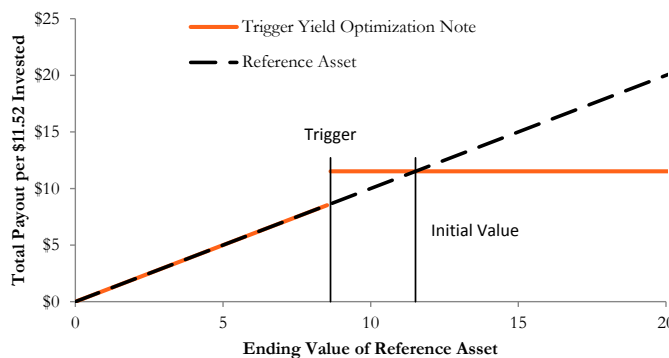 Trigger Yield Optimization Note
Reference Asset
Total Payout per $11.52 Invested
$25
$20
$15
$10
$5
$0
Trigger
Initial Value
0
5
10
15
20
Ending Value of Reference Asset